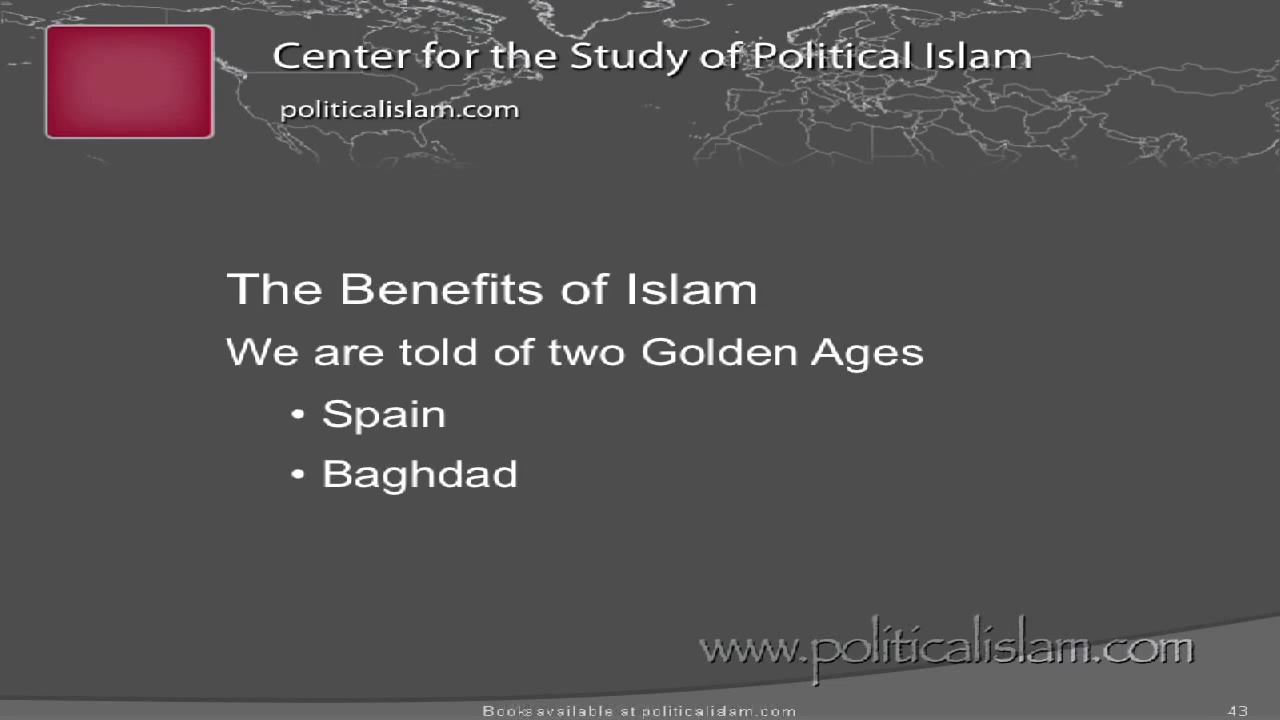 Center for the Study of Political Islam
politicalislam.com
The Benefits of Islam
We are told of two Golden Ages
• Spain
• Baghdad
www.politicalislam.com
Books available at politicalislam.com
43